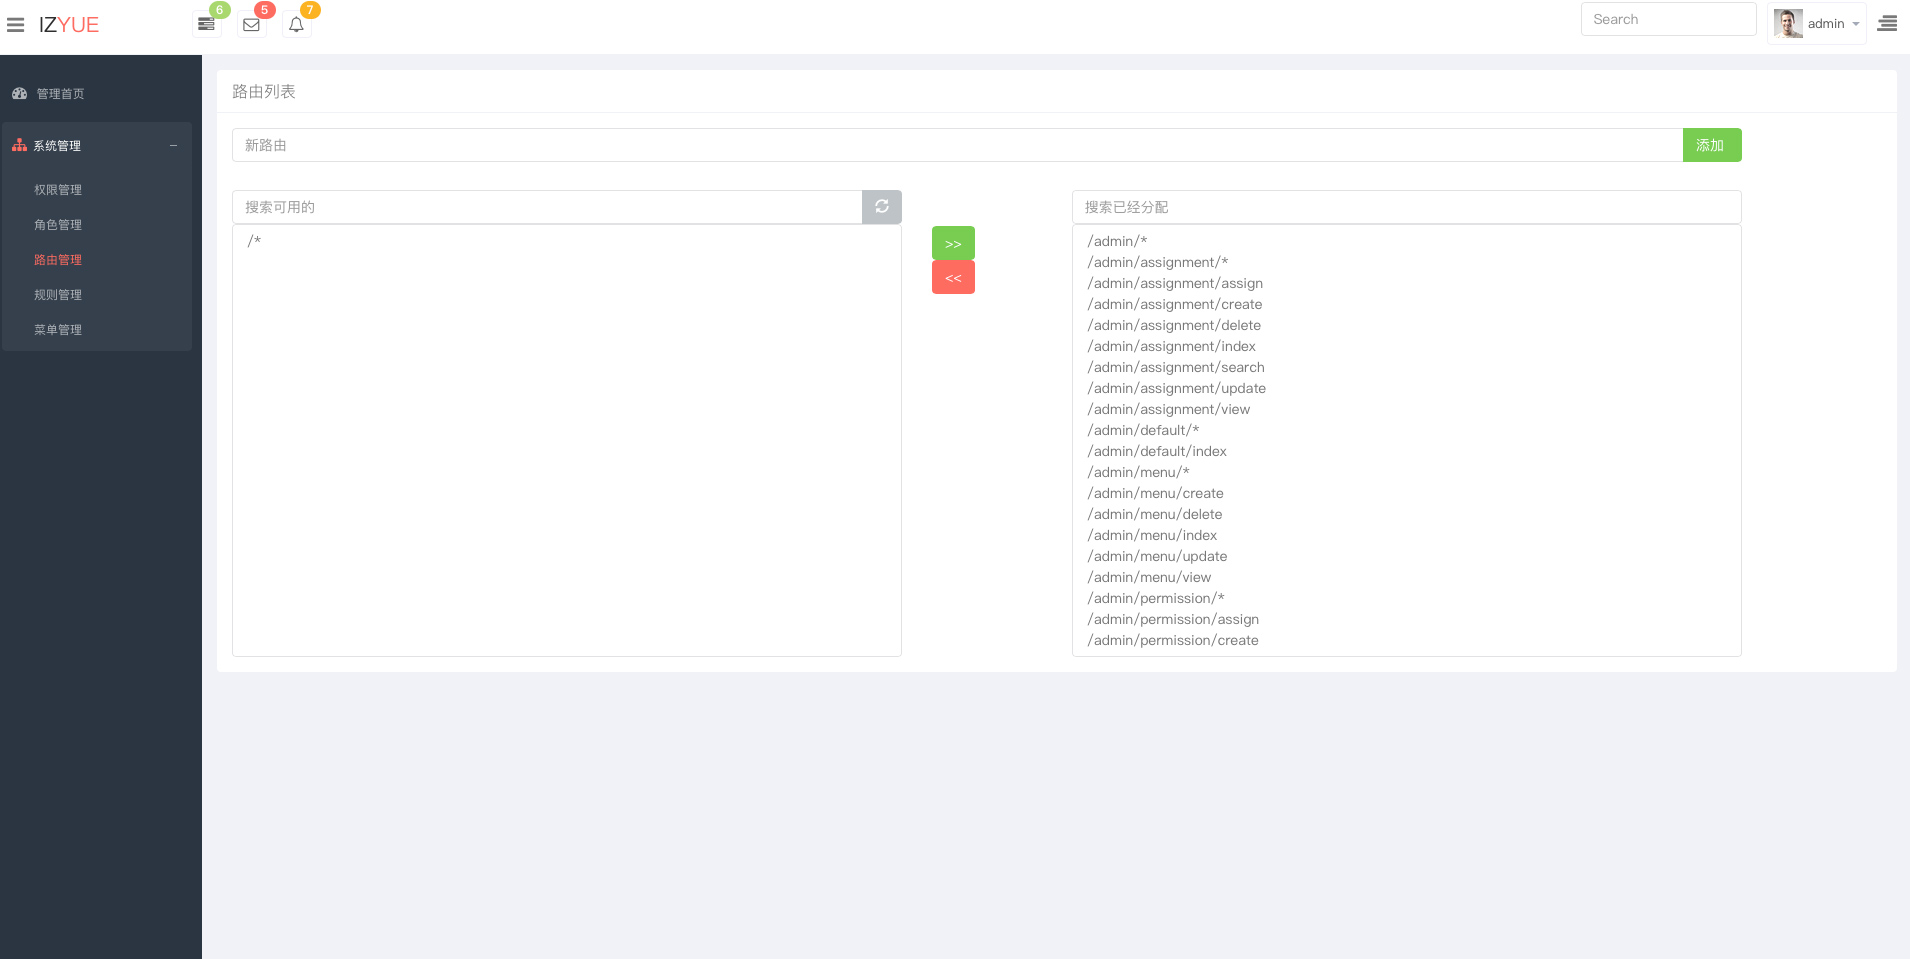 IZYUE
6
5
7
Search
admin
管理首页
系统管理
权限管理
角色管理
路由管理
规则管理
菜单管理
路由列表
新路由
添加
搜索可用的
/*
>>
<<
搜索已经分配
/admin/*
/admin/assignment/*
/admin/assignment/assign
/admin/assignment/create
/admin/assignment/delete
/admin/assignment/index
/admin/assignment/search
/admin/assignment/update
/admin/assignment/view
/admin/default/*
/admin/default/index
/admin/menu/*
/admin/menu/create
/admin/menu/delete
/admin/menu/index
/admin/menu/update
/admin/menu/view
/admin/permission/*
/admin/permission/assign
/admin/permission/create